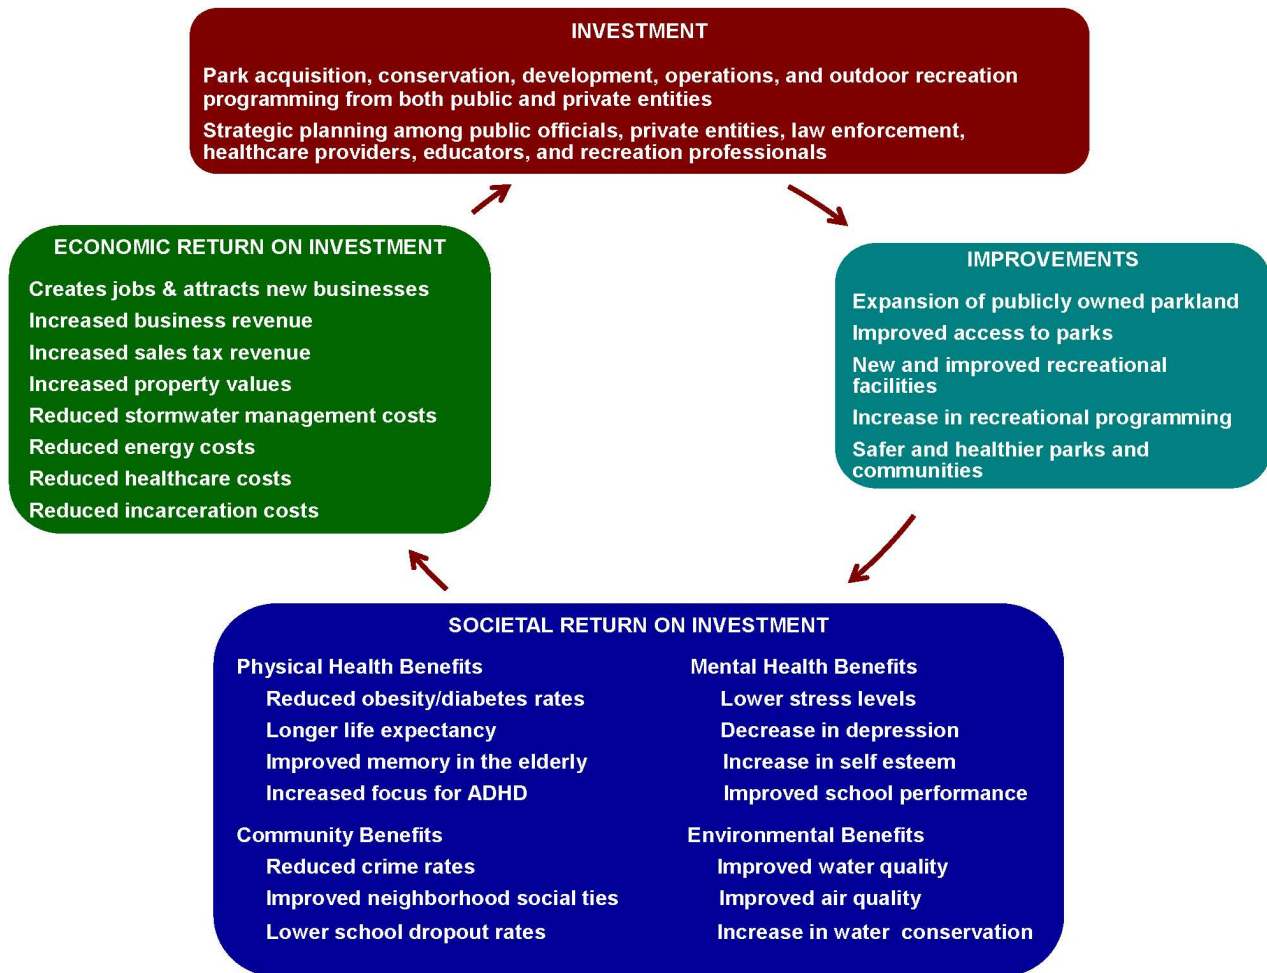 INVESTMENT
Park acquisition, conservation, development, operations, and outdoor recreation
programming from both public and private entities
Strategic planning among public officials, private entities, law enforcement,
healthcare providers, educators, and recreation professionals
ECONOMIC RETURN ON INVESTMENT
Creates jobs & attracts new businesses
Increased business revenue
Increased sales tax revenue
Increased property values
Reduced stormwater management costs
Reduced energy costs
Reduced healthcare costs
Reduced incarceration costs
IMPROVEMENTS
Expansion of publicly owned parkland
Improved access to parks
New and improved recreational
facilities
Increase in recreational programming
Safer and healthier parks and
communities
SOCIETAL RETURN ON INVESTMENT
Physical Health Benefits
Reduced obesity/diabetes rates
Longer life expectancy
Improved memory in the elderly
Increased focus for ADHD
Mental Health Benefits
Lower stress levels
Decrease in depression
Increase in self esteem
Improved school performance
Community Benefits
Reduced crime rates
Improved neighborhood social ties
Lower school dropout rates
Environmental Benefits
Improved water quality
Improved air quality
Increase in water conservation